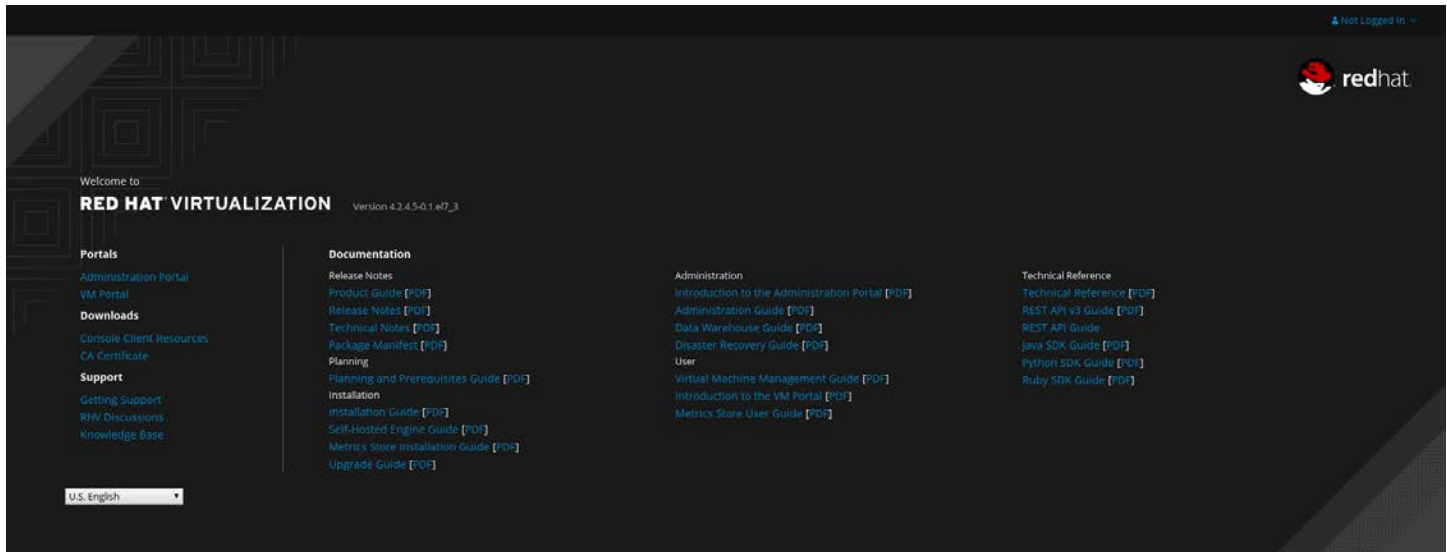 Not Logged In
redhat.
Welcome to
RED HAT VIRTUALIZATION Version 4.2.4.5-0.1.el7_3
Portals
Administration Portal
VM Portal
Downloads
Console Client Resources
CA Certificate
Support
Getting Support
RHV Discussions
Knowledge Base
Documentation
Release Notes
Product Guide [PDF]
Release Notes [PDF]
Technical Notes [PDF]
Package Manifest [PDF]
Planning
Planning and Prerequisites Guide [PDF]
Installation
Installation Guide [PDF]
Self-Hosted Engine Guide [PDF]
Metrics Store Installation Guide [PDF]
Upgrade Guide [PDF]
Administration
Introduction to the Administration Portal [PDF]
Administration Guide [PDF]
Data Warehouse Guide [PDF]
Disaster Recovery Guide [PDF]
User
Virtual Machine Management Guide [PDF]
Introduction to the VM Portal [PDF]
Metrics Store User Guide [PDF]
Technical Reference
Technical Reference [PDF]
REST API v3 Guide [PDF]
REST API Guide
Java SDK Guide [PDF]
Python SDK Guide [PDF]
Ruby SDK Guide [PDF]
U.S. English